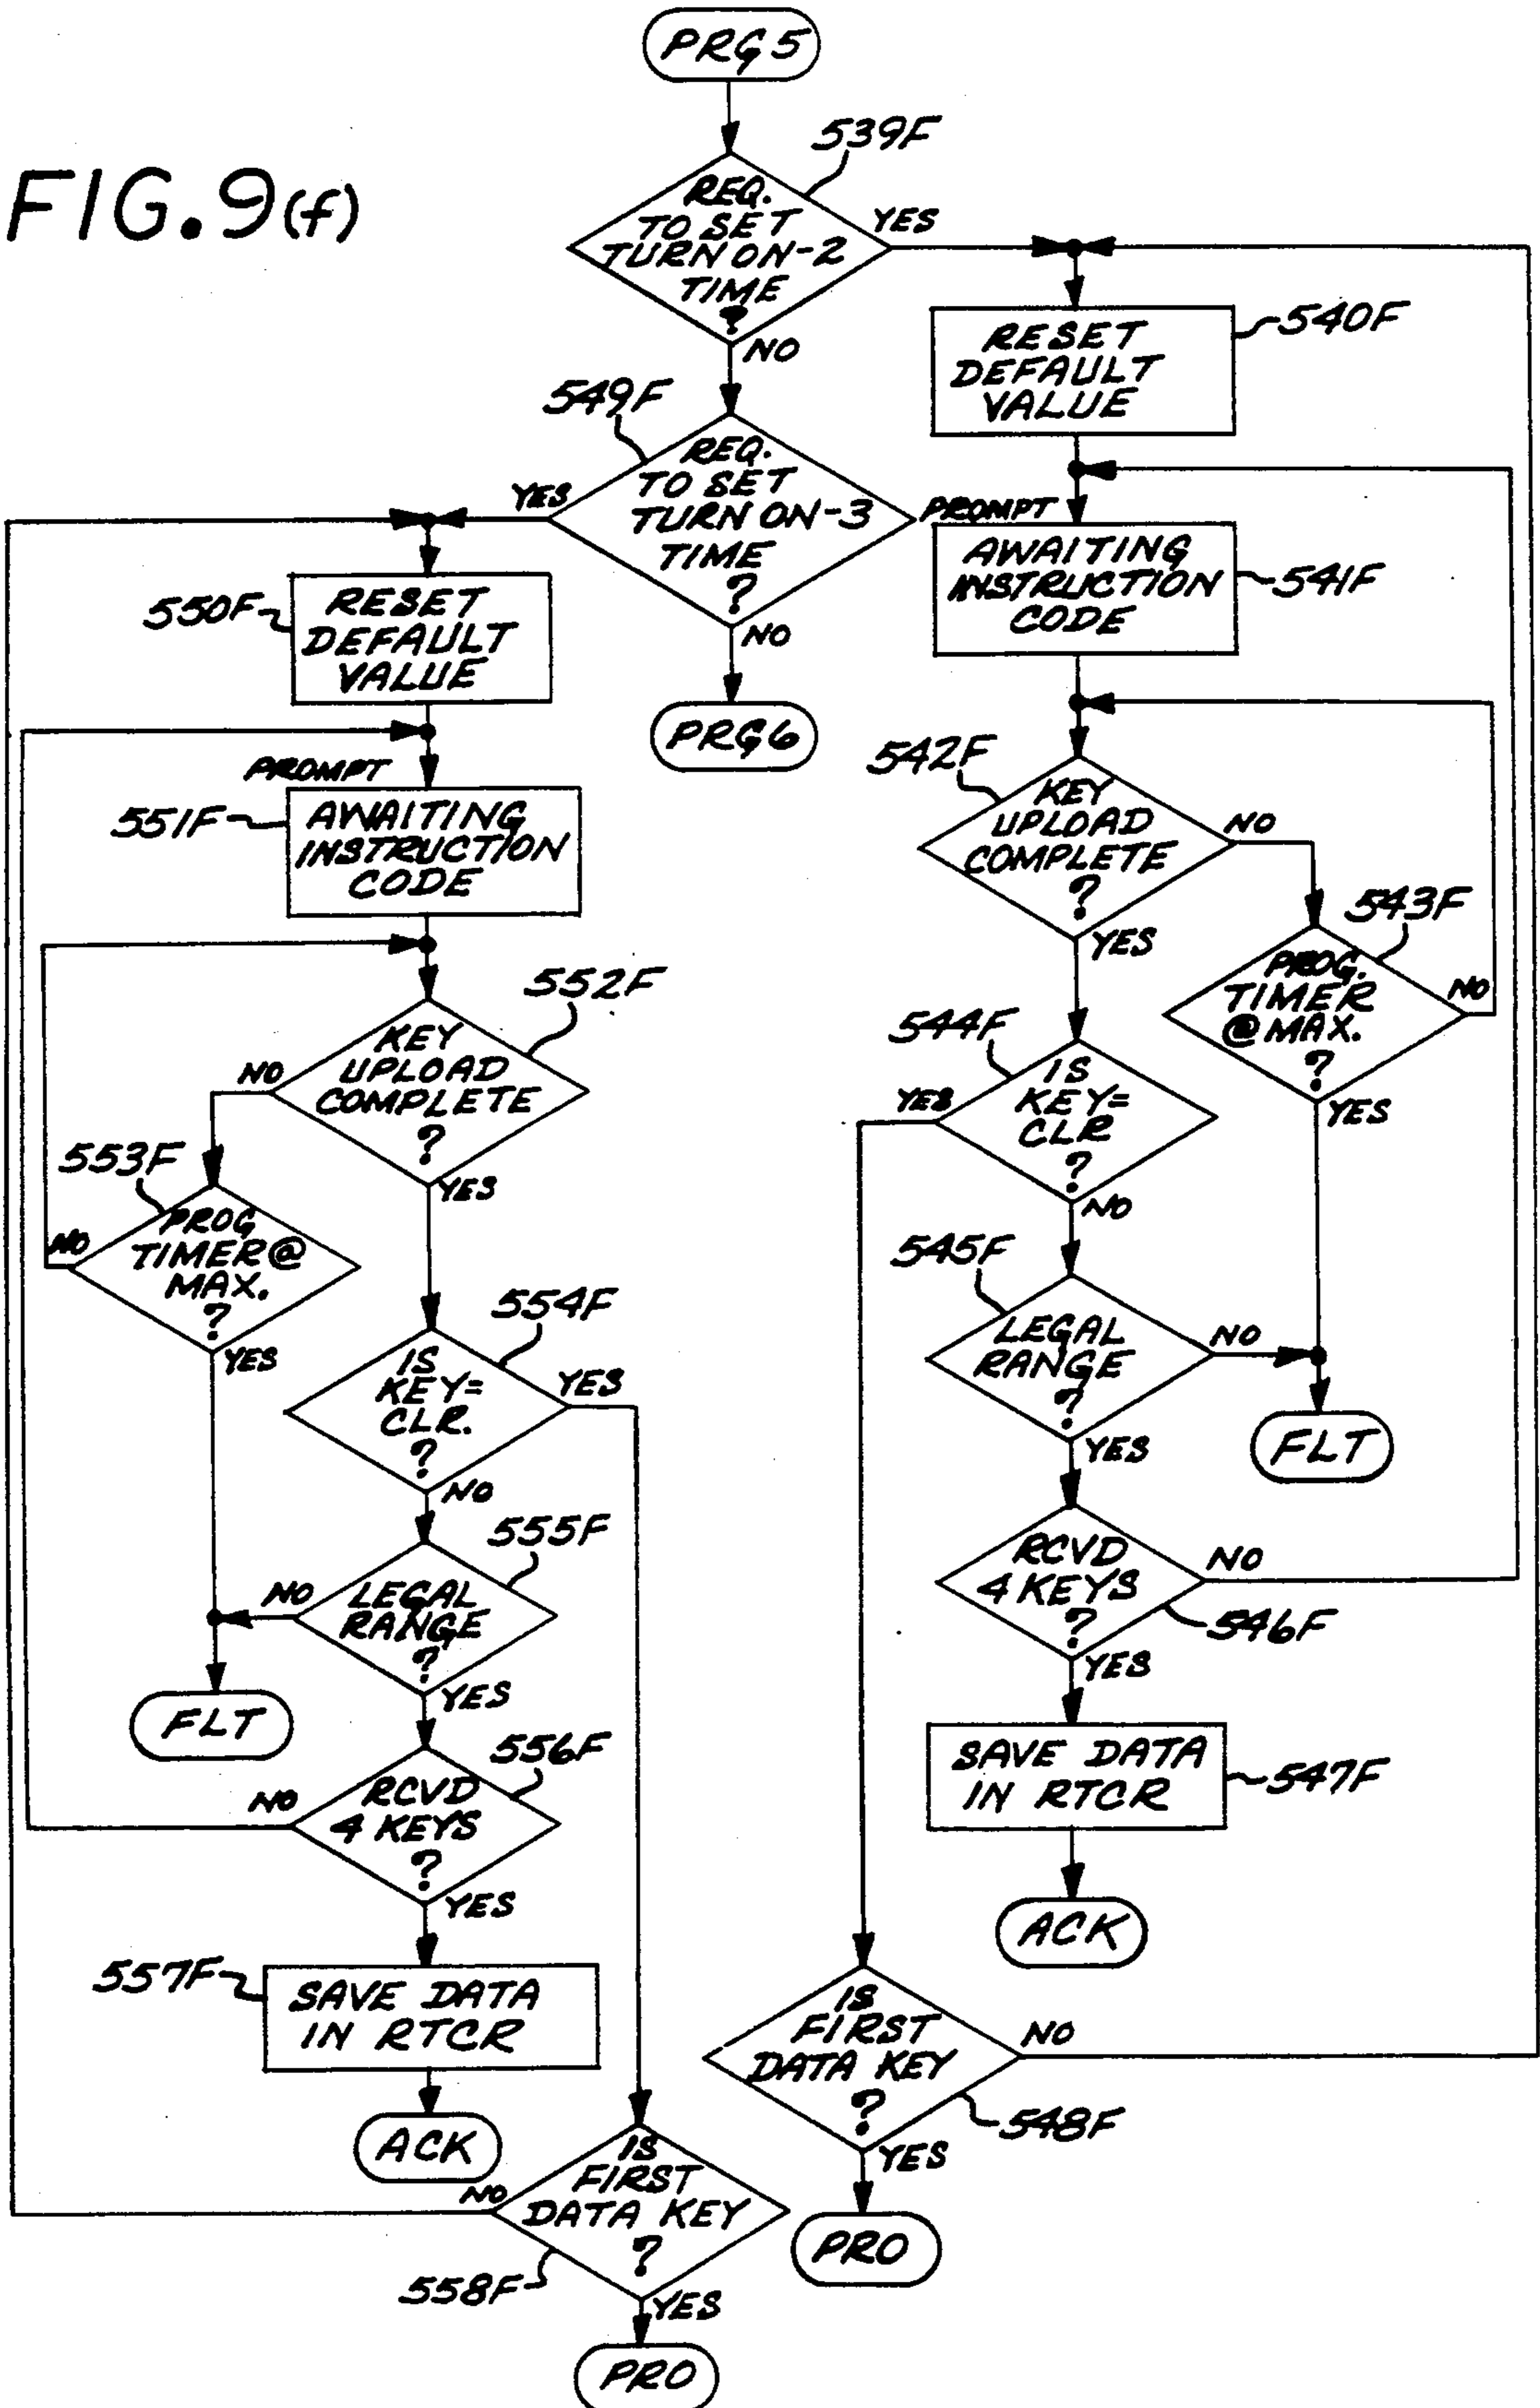 PRG 5
FIG. 9(f)
539F
REQ.
TO SET
TURN ON-2
TIME
?
YES
NO
540F
RESET
DEFAULT
VALUE
549F
REQ.
TO SET
TURN ON-3
TIME
?
YES
NO
PRG 6
PROMPT
AWAITING
INSTRUCTION
CODE
541F
550F
RESET
DEFAULT
VALUE
PROMPT
551F
AWAITING
INSTRUCTION
CODE
542F
KEY
UPLOAD
COMPLETE
?
NO
YES
543F
PROG.
TIMER
@ MAX.
?
NO
YES
552F
KEY
UPLOAD
COMPLETE
?
NO
YES
544F
IS
KEY=
CLR
?
YES
NO
553F
PROG
TIMER @
MAX.
?
NO
YES
545F
LEGAL
RANGE
?
NO
YES
FLT
554F
IS
KEY=
CLR.
?
YES
NO
555F
LEGAL
RANGE
?
NO
YES
FLT
RCVD
4 KEYS
?
NO
546F
YES
556F
RCVD
4 KEYS
?
NO
YES
SAVE DATA
IN RTCR
547F
ACK
557F
SAVE DATA
IN RTCR
ACK
IS
FIRST
DATA KEY
?
NO
548F
YES
PRO
IS
FIRST
DATA KEY
?
NO
558F
YES
PRO